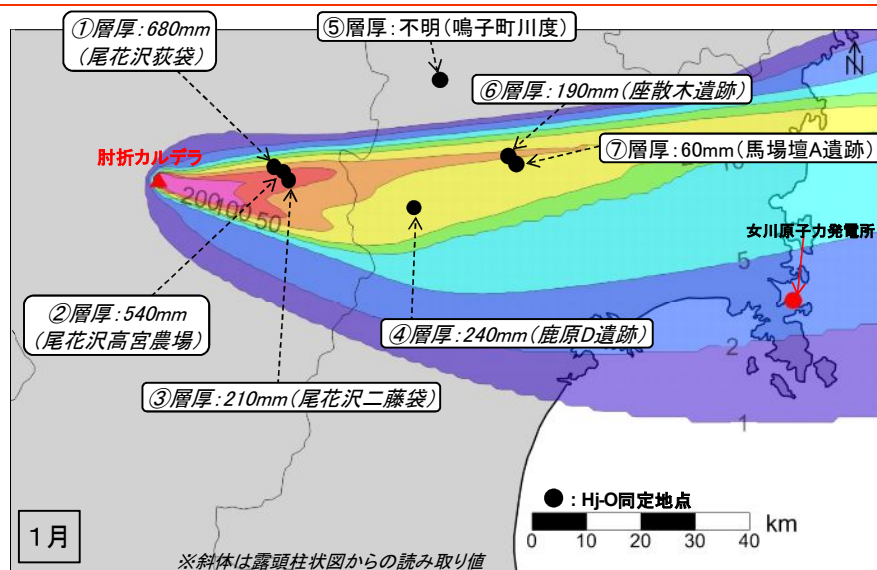 ①層厚：680mm
（尾花沢荻袋）
⑤層厚：不明（鳴子町川度）
N
⑥層厚：190mm（座散木遺跡）
⑦層厚：60mm（馬場壇A遺跡）
肘折カルデラ
200
100
50
10
女川原子力発電所
5
②層厚：540mm
（尾花沢高宮農場）
④層厚：240mm（鹿原D遺跡）
③層厚：210mm（尾花沢二藤袋）
2
1
●：Hj-O同定地点
km
0 10 20 30 40
1月
※斜体は露頭柱状図からの読み取り値